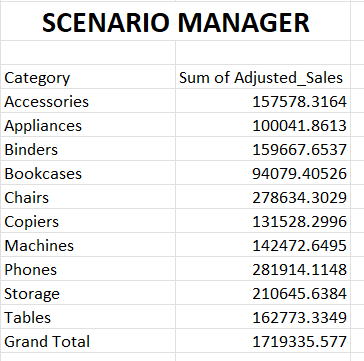 SCENARIO MANAGER
Category Sum of Adjusted_Sales
Accessories 157578.3164
Appliances 100041.8613
Binders 159667.6537
Bookcases 94079.40526
Chairs 278634.3029
Copiers 131528.2996
Machines 142472.6495
Phones 281914.1148
Storage 210645.6384
Tables 162773.3349
Grand Total 1719335.577